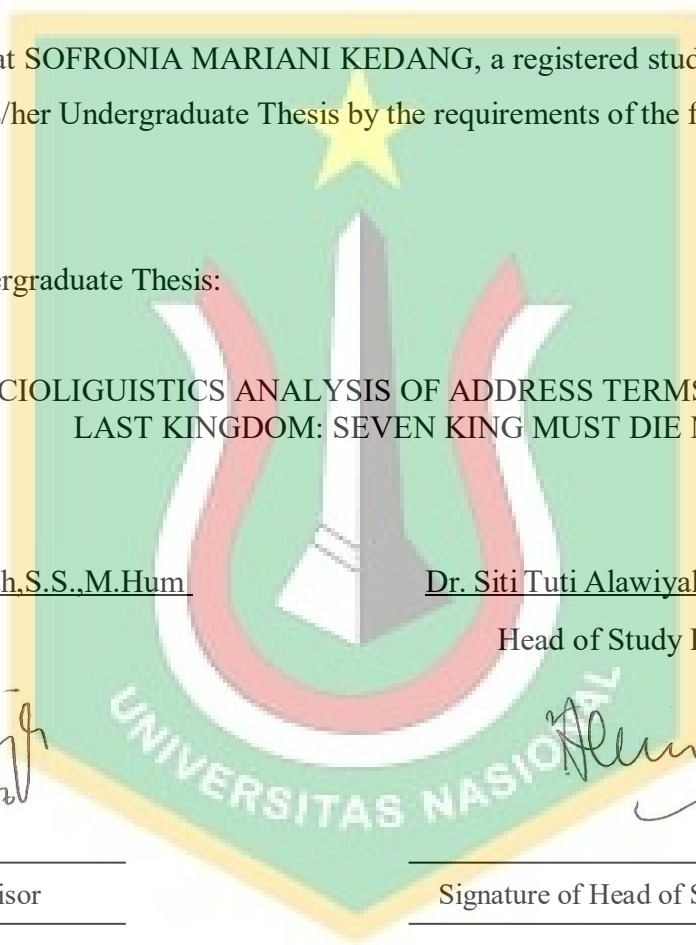 at SOFRONIA MARIANI KEDANG, a registered stud
/her Undergraduate Thesis by the requirements of the f
ergraduate Thesis:
CIOLIGUISTICS ANALYSIS OF ADDRESS TERMS
LAST KINGDOM: SEVEN KING MUST DIE
h,S.S.,M.Hum Dr. Siti Tuti Alawiyah
Head of Study
UNIVERSITAS NASIONAL
isor Signature of Head of S